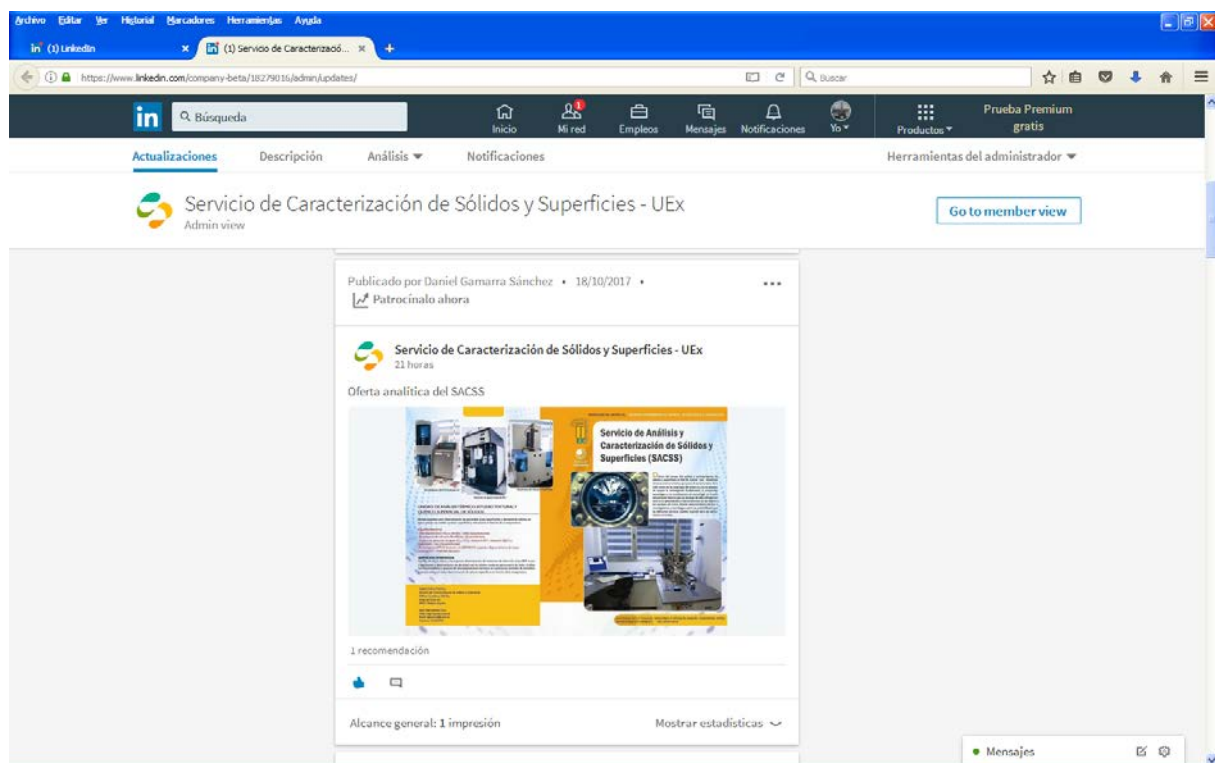 Archivo Editar Ver Historial Marcadores Herramientas Ayuda
(1) LinkedIn
(1) Servicio de Caracterizació...
https://www.linkedin.com/company-beta/18279016/admin/updates/
Buscar
in
Búsqueda
Inicio
1
Mi red
Empleos
Mensajes
Notificaciones
Yo
Productos
Prueba Premium
gratis
Actualizaciones Descripción Análisis Notificaciones Herramientas del administrador
Servicio de Caracterización de Sólidos y Superficies - UEx
Admin view
Go to member view
Publicado por Daniel Gamarra Sánchez • 18/10/2017 •
Patrocínalo ahora
Servicio de Caracterización de Sólidos y Superficies - UEx
21 horas
Oferta analítica del SACSS
Servicio de Análisis y
Caracterización de Sólidos y
Superficies (SACSS)
1 recomendación
Alcance general: 1 impresión
Mostrar estadísticas
Mensajes